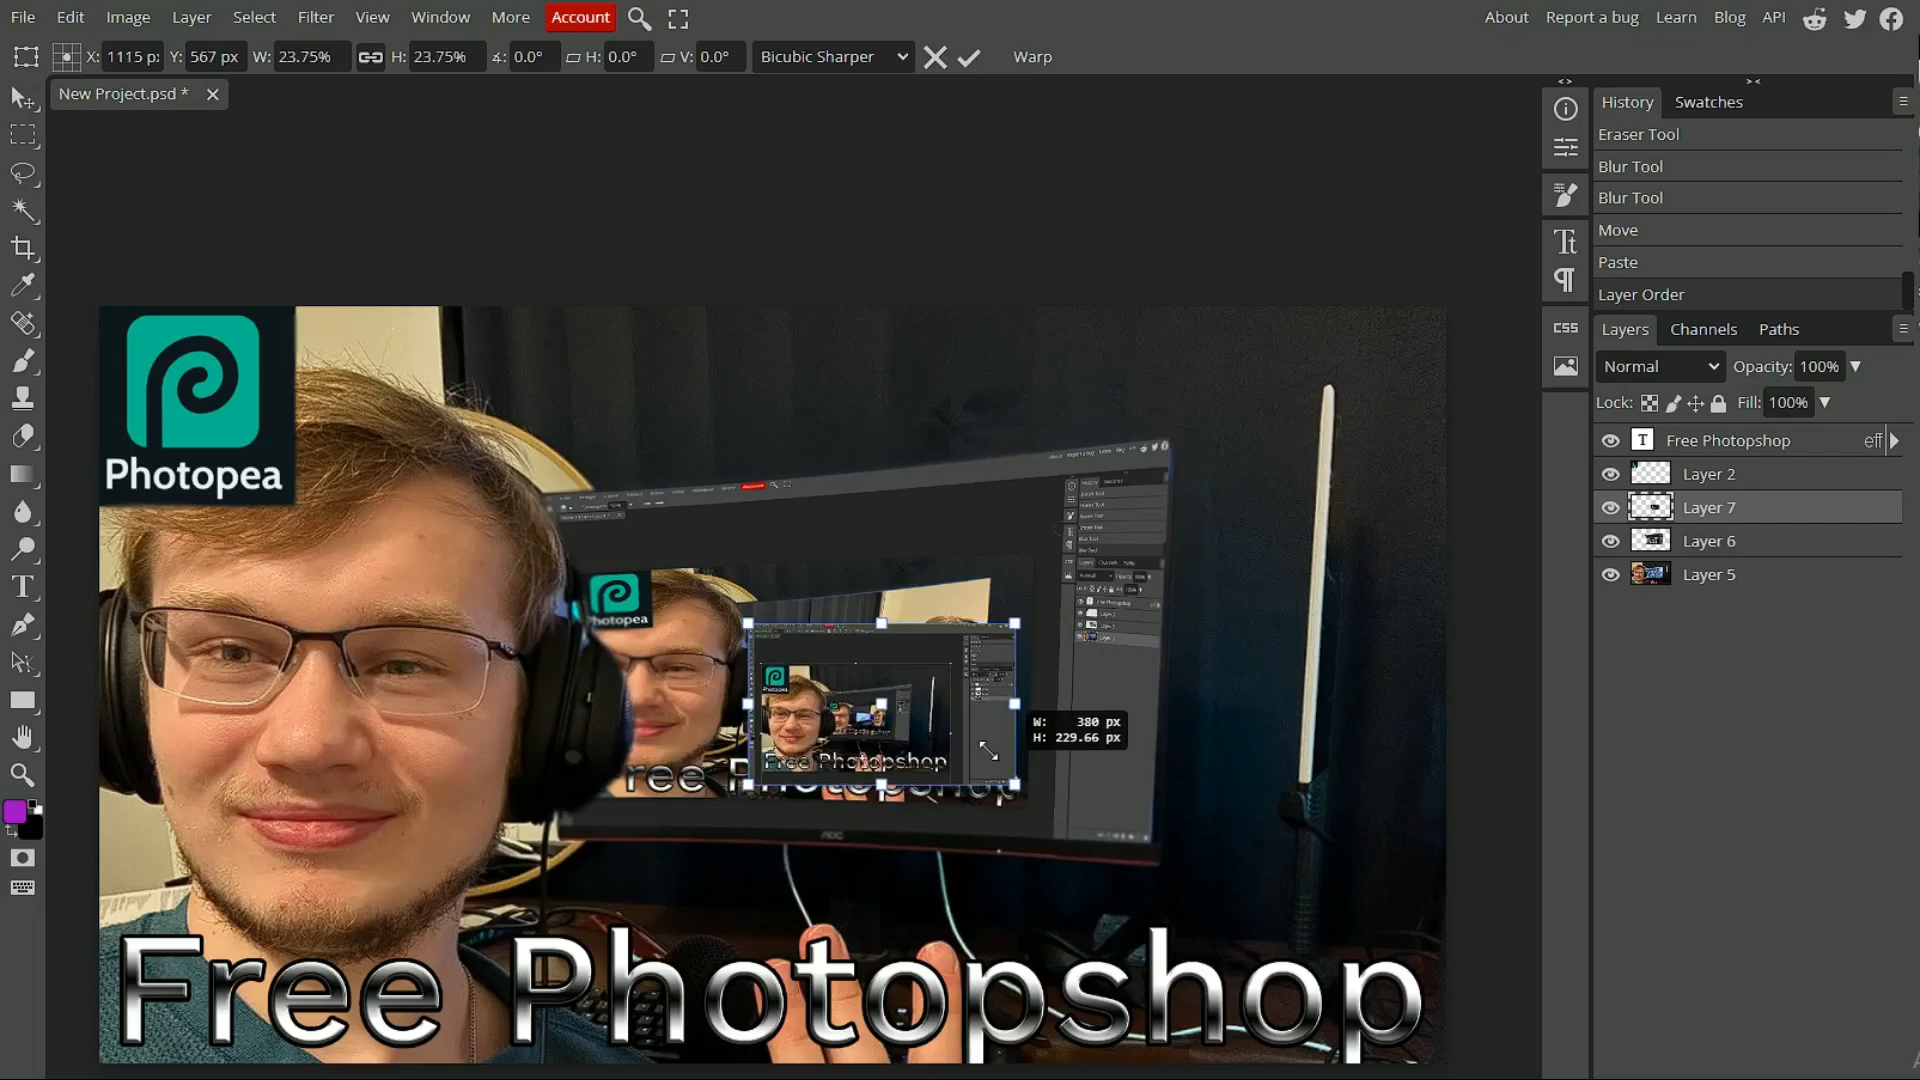 File Edit Image Layer Select Filter View Window More Account About Report a bug Learn Blog API
X: 1115 p Y: 567 px W: 23.75% H: 23.75% 0.0° H: 0.0° V: 0.0° Bicubic Sharper Warp
New Project.psd *
History Swatches
Eraser Tool
Blur Tool
Blur Tool
Move
Paste
Layer Order
CSS
Layers Channels Paths
Normal Opacity: 100%
Lock: Fill: 100%
T Free Photopshop eff
Layer 2
Layer 7
Layer 6
Layer 5
Photopea
Photopea
ree P
Free Photopshop
W: 380 px
H: 229.66 px
AOC
Free Photopshop